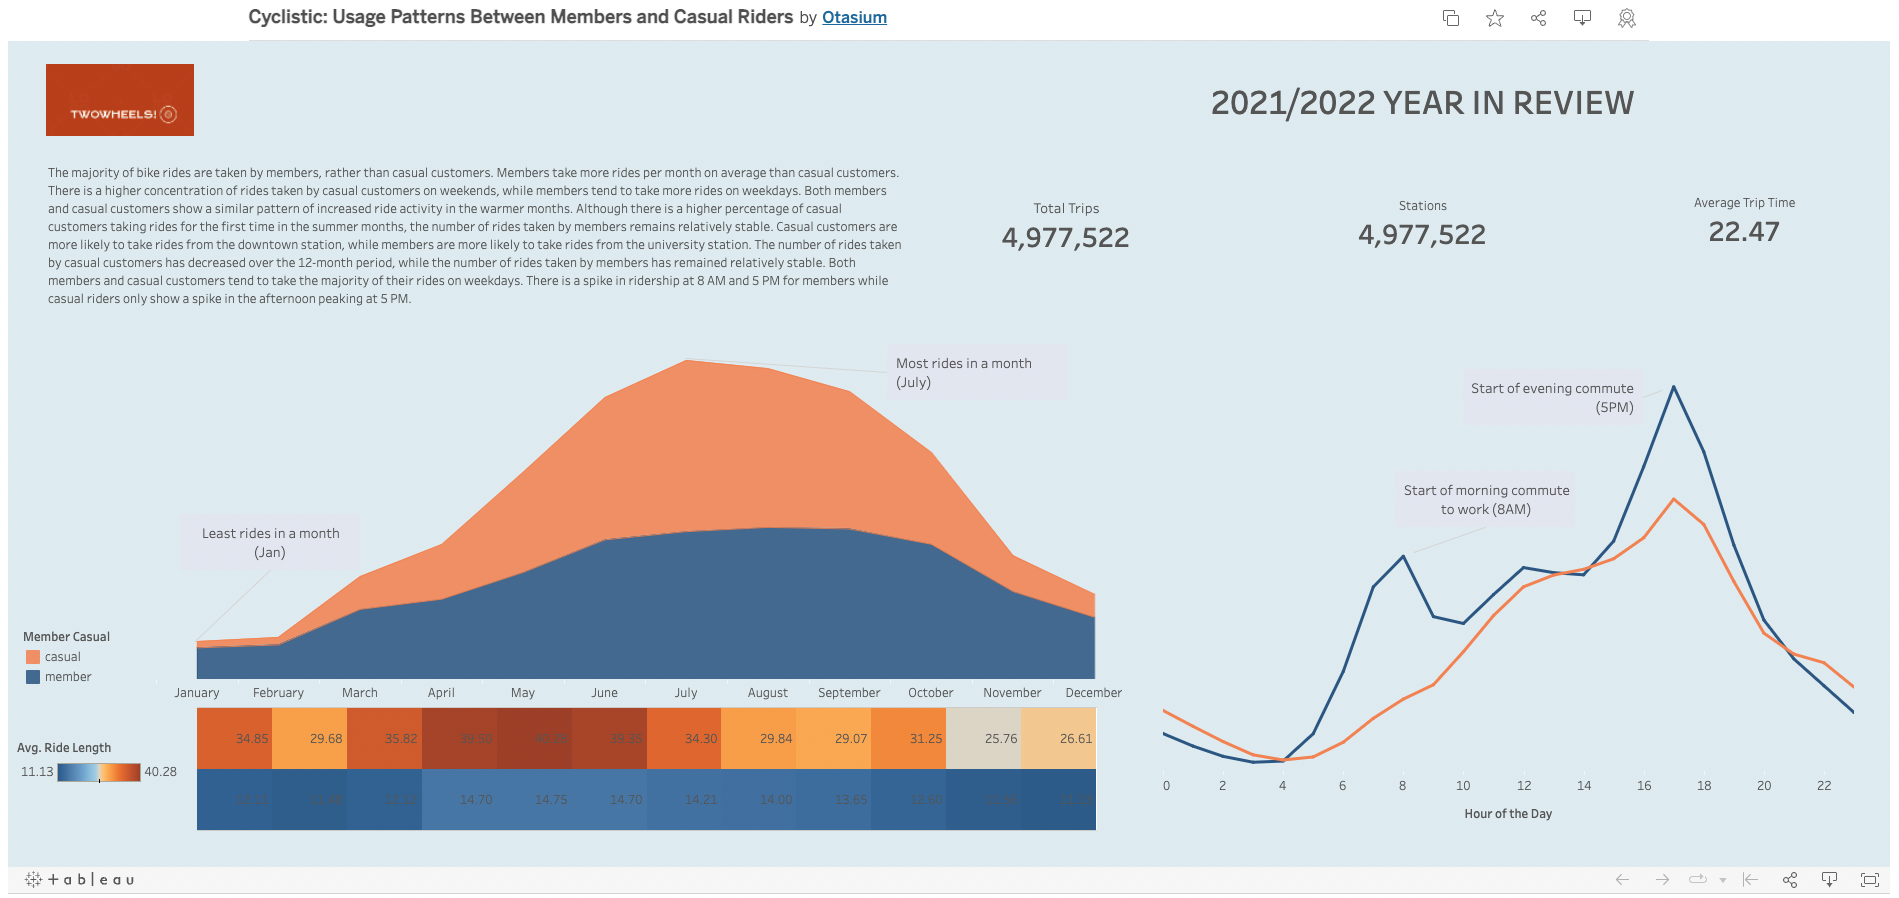 Cyclistic: Usage Patterns Between Members and Casual Riders by Otasium
TWOWHEELS!
2021/2022 YEAR IN REVIEW
The majority of bike rides are taken by members, rather than casual customers. Members take more rides per month on average than casual customers.
There is a higher concentration of rides taken by casual customers on weekends, while members tend to take more rides on weekdays. Both members
and casual customers show a similar pattern of increased ride activity in the warmer months. Although there is a higher percentage of casual
customers taking rides for the first time in the summer months, the number of rides taken by members remains relatively stable. Casual customers are
more likely to take rides from the downtown station, while members are more likely to take rides from the university station. The number of rides taken
by casual customers has decreased over the 12-month period, while the number of rides taken by members has remained relatively stable. Both
members and casual customers tend to take the majority of their rides on weekdays. There is a spike in ridership at 8 AM and 5 PM for members while
casual riders only show a spike in the afternoon peaking at 5 PM.
Total Trips
4,977,522
Stations
4,977,522
Average Trip Time
22.47
Most rides in a month
(July)
Least rides in a month
(Jan)
Member Casual
casual
member
January February March April May June July August September October November December
34.85 29.68 35.82 38.50 40.28 39.35 34.30 29.84 29.07 31.25 25.76 26.61
14.70 14.75 14.70 14.21 14.00 13.65
Avg. Ride Length
11.13 40.28
Start of evening commute
(5PM)
Start of morning commute
to work (8AM)
0 2 4 6 8 10 12 14 16 18 20 22
Hour of the Day
+ a b l e a u